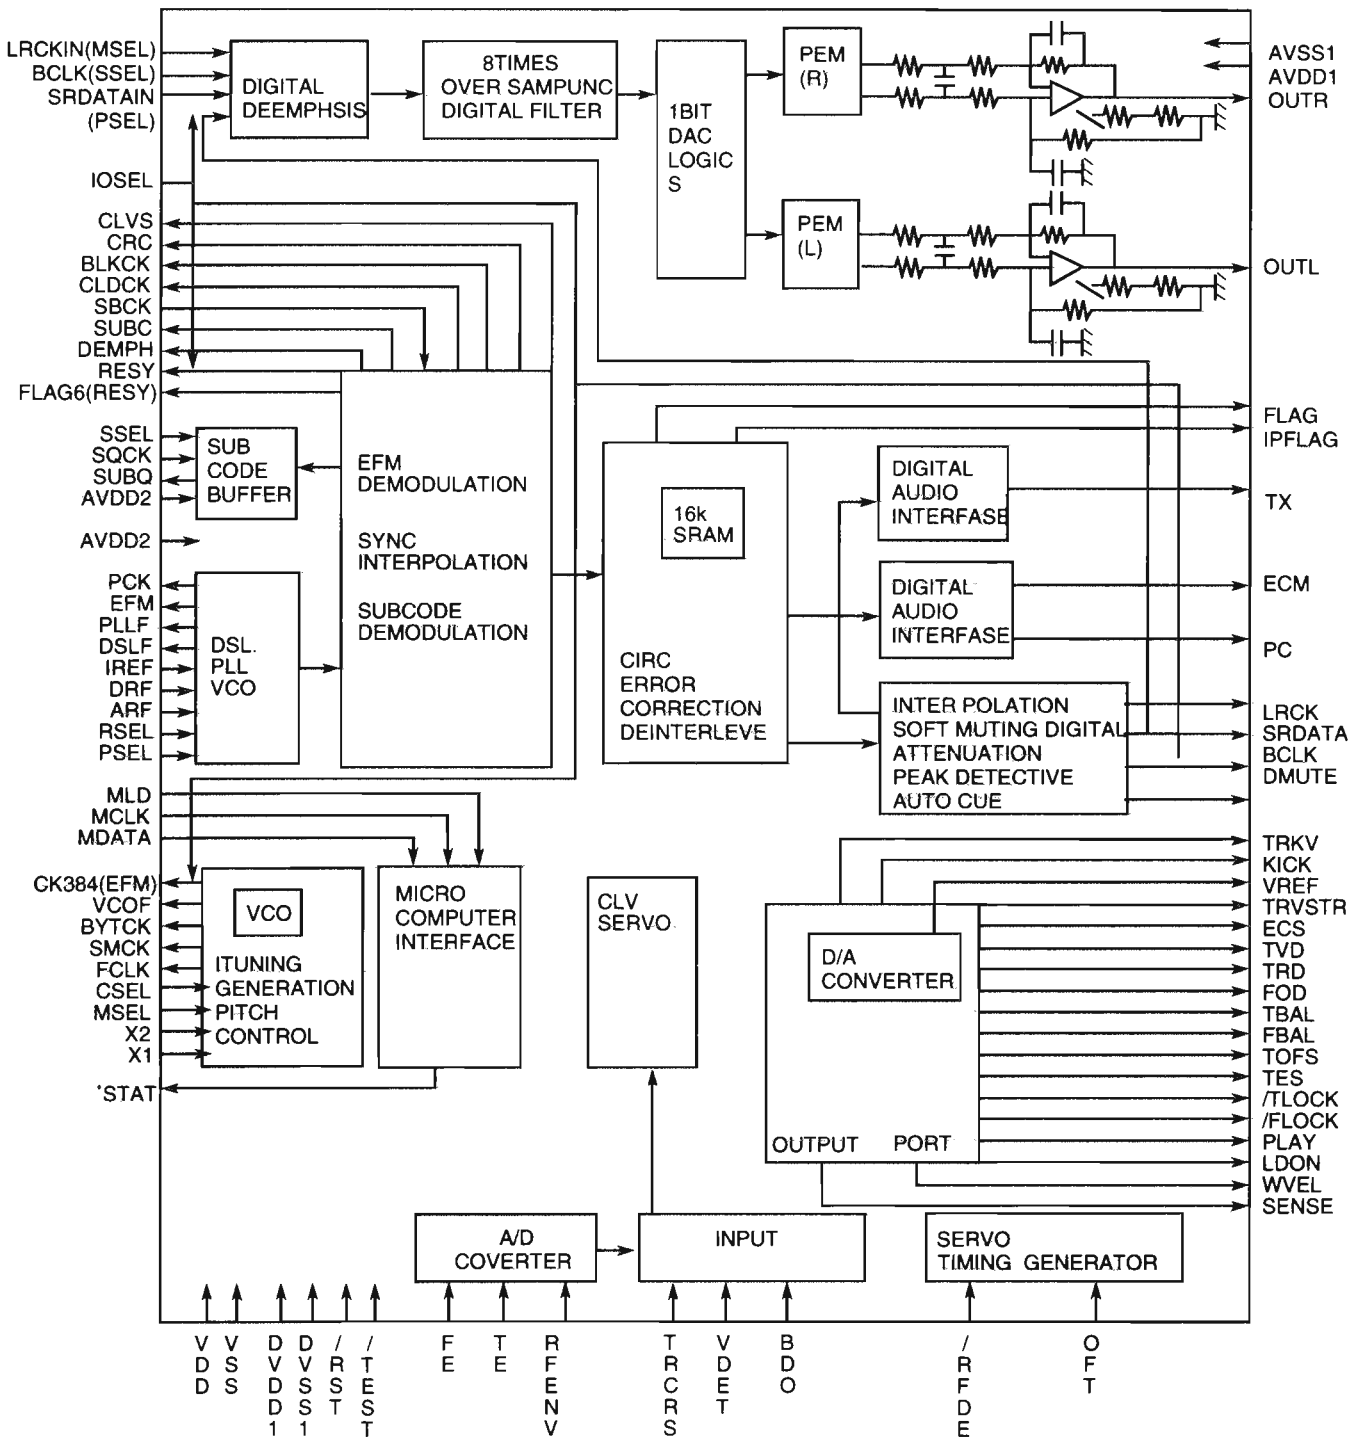 LRCKIN(MSEL)
BCLK(SSEL)
SRDATAIN
(PSEL)
IOSEL
CLVS
CRC
BLKCK
CLDCK
SBCK
SUBC
DEMPH
RESY
FLAG6(RESY)
SSEL
SQCK
SUBQ
AVDD2
AVDD2
PCK
EFM
PLLF
DSLF
IREF
DRF
ARF
RSEL
PSEL
MLD
MCLK
MDATA
CK384(EFM)
VCOF
BYTCK
SMCK
FCLK
CSEL
MSEL
X2
X1
*STAT
DIGITAL
DEEMPHSIS
8TIMES
OVER SAMPUNC
DIGITAL FILTER
1BIT
DAC
LOGIC
S
PEM
(R)
PEM
(L)
SUB
CODE
BUFFER
EFM
DEMODULATION
SYNC
INTERPOLATION
SUBCODE
DEMODULATION
DSL.
PLL
VCO
16k
SRAM
CIRC
ERROR
CORRECTION
DEINTERLEVE
DIGITAL
AUDIO
INTERFASE
DIGITAL
AUDIO
INTERFASE
INTER POLATION
SOFT MUTING DIGITAL
ATTENUATION
PEAK DETECTIVE
AUTO CUE
VCO
ITUNING
GENERATION
PITCH
CONTROL
MICRO
COMPUTER
INTERFACE
CLV
SERVO
D/A
CONVERTER
OUTPUT PORT
A/D
COVERTER
INPUT
SERVO
TIMING GENERATOR
AVSS1
AVDD1
OUTR
OUTL
FLAG
IPFLAG
TX
ECM
PC
LRCK
SRDATA
BCLK
DMUTE
TRKV
KICK
VREF
TRVSTR
ECS
TVD
TRD
FOD
TBAL
FBAL
TOFS
TES
/TLOCK
/FLOCK
PLAY
LDON
WVEL
SENSE
VDD
VSS
DVDD1
DVSS1
/RST
/TEST
FE
TE
RFENV
TRCRS
VDET
BDO
/RFDE
OFT